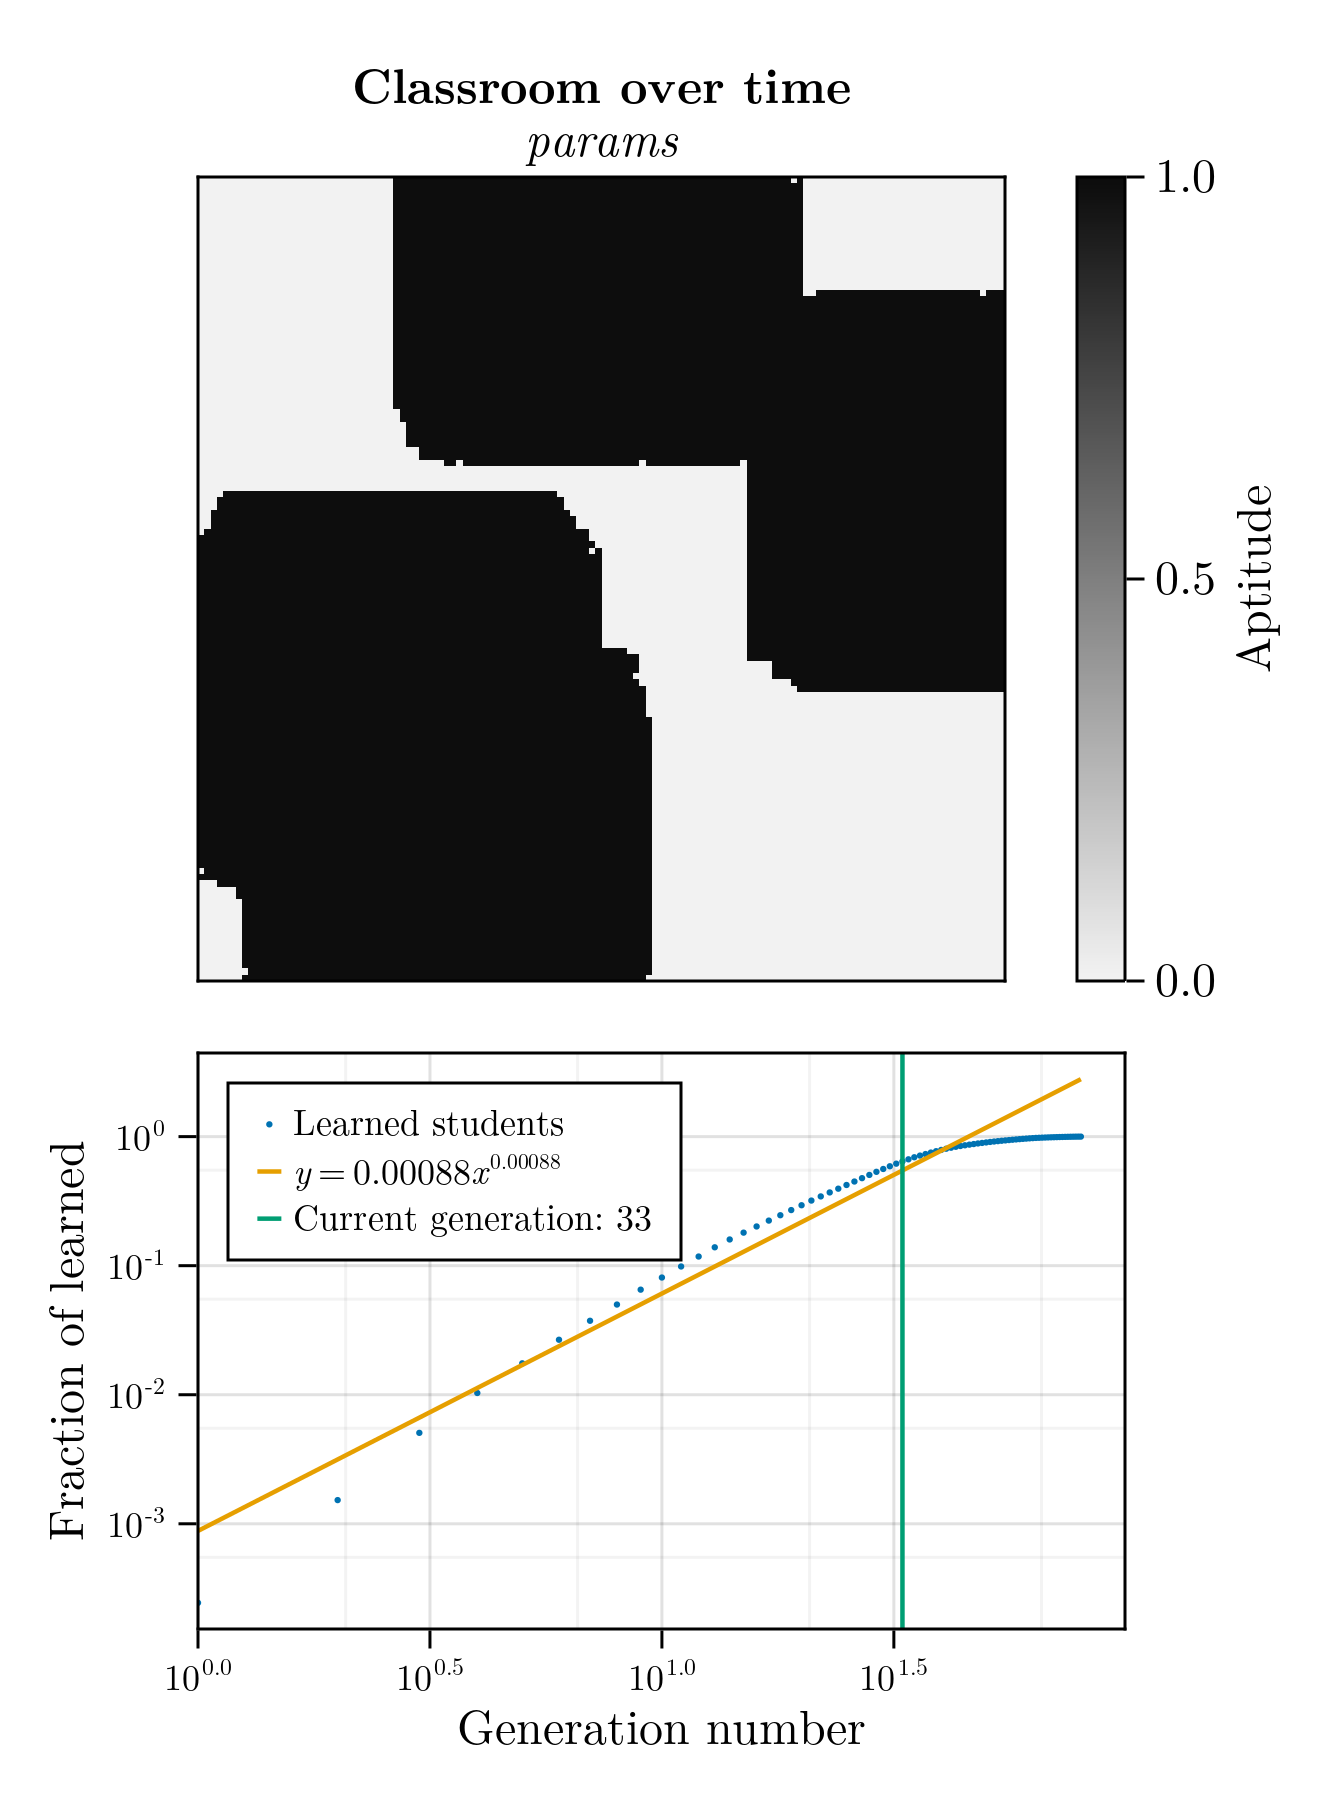 Classroom over time
params
1.0
0.5
0.0
Aptitude
Learned students
y = 0.00088x^0.00088
Current generation: 33
10^0
10^-1
10^-2
10^-3
Fraction of learned
10^0.0 10^0.5 10^1.0 10^1.5
Generation number